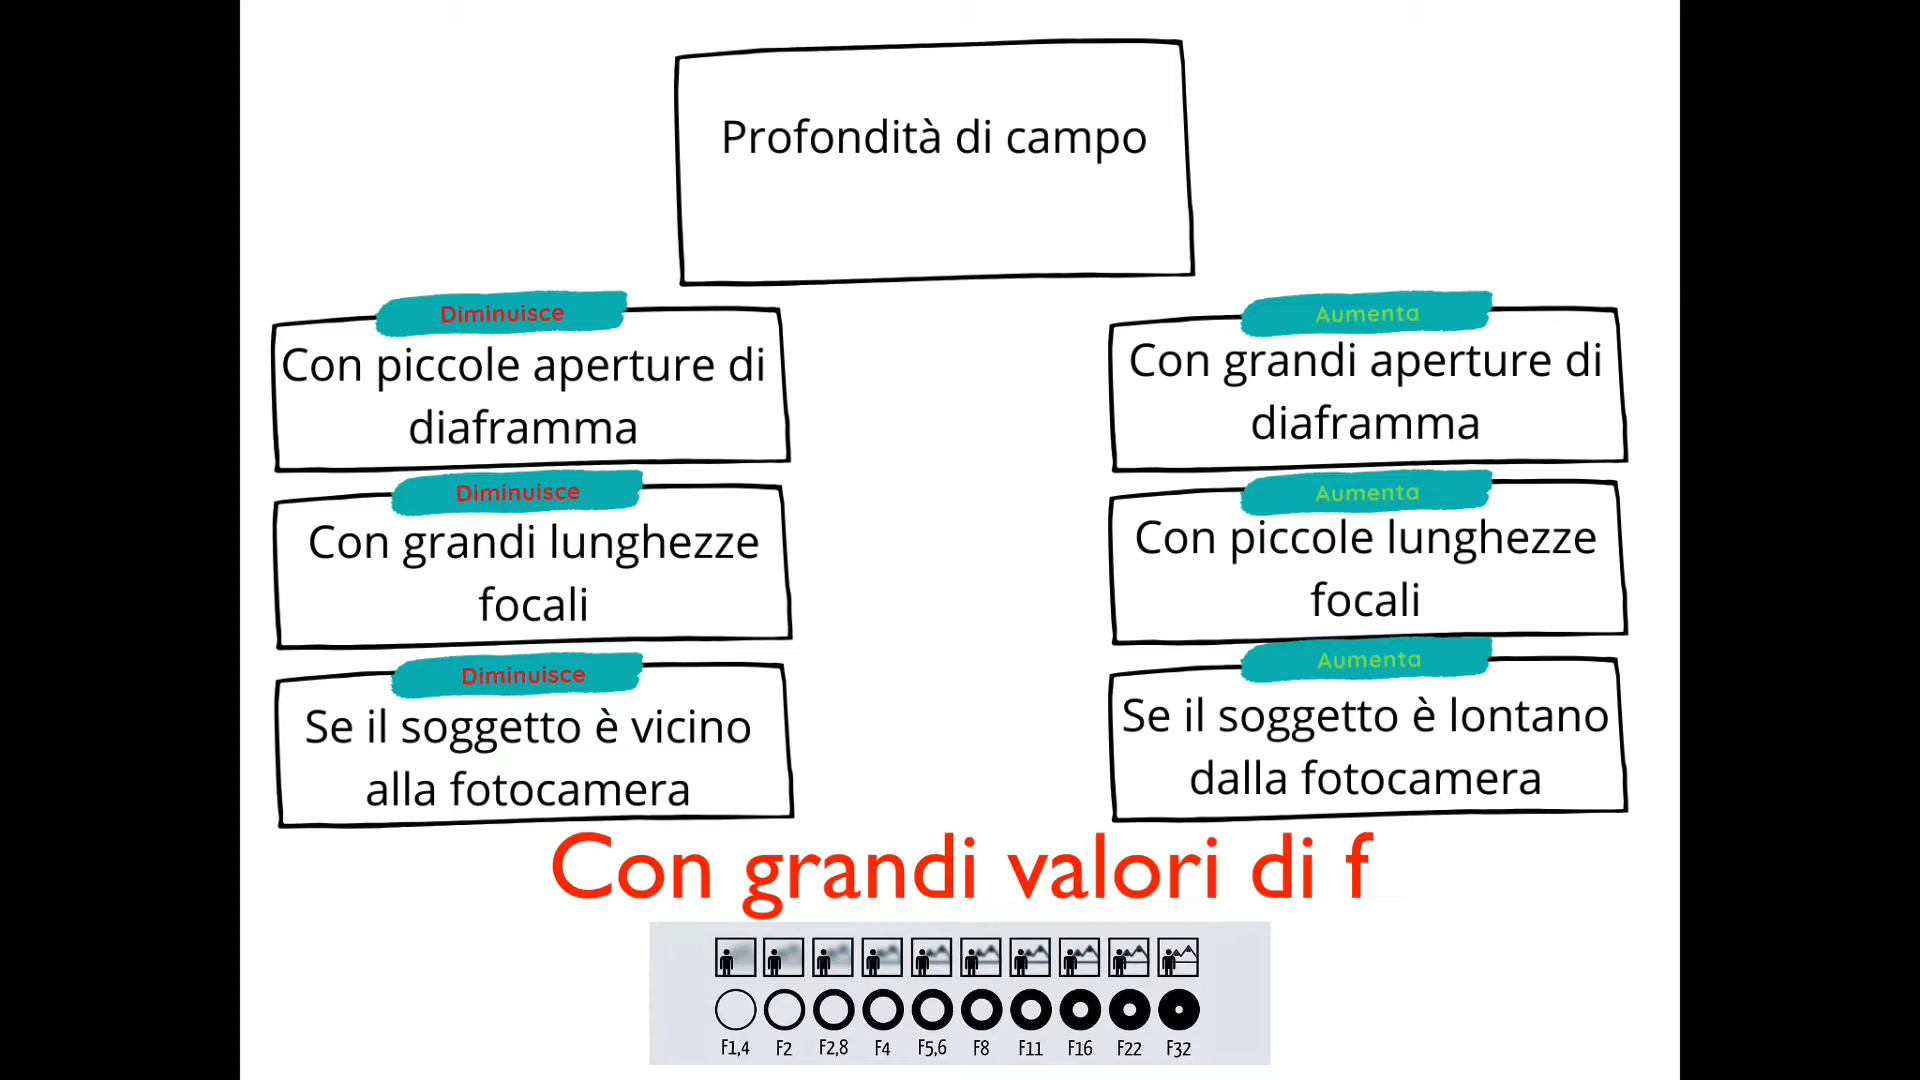 Profondità di campo
Diminuisce
Con piccole aperture di
diaframma
Diminuisce
Con grandi lunghezze
focali
Diminuisce
Se il soggetto è vicino
alla fotocamera
Aumenta
Con grandi aperture di
diaframma
Aumenta
Con piccole lunghezze
focali
Aumenta
Se il soggetto è lontano
dalla fotocamera
Con grandi valori di f
F1,4 F2 F2,8 F4 F5,6 F8 F11 F16 F22 F32